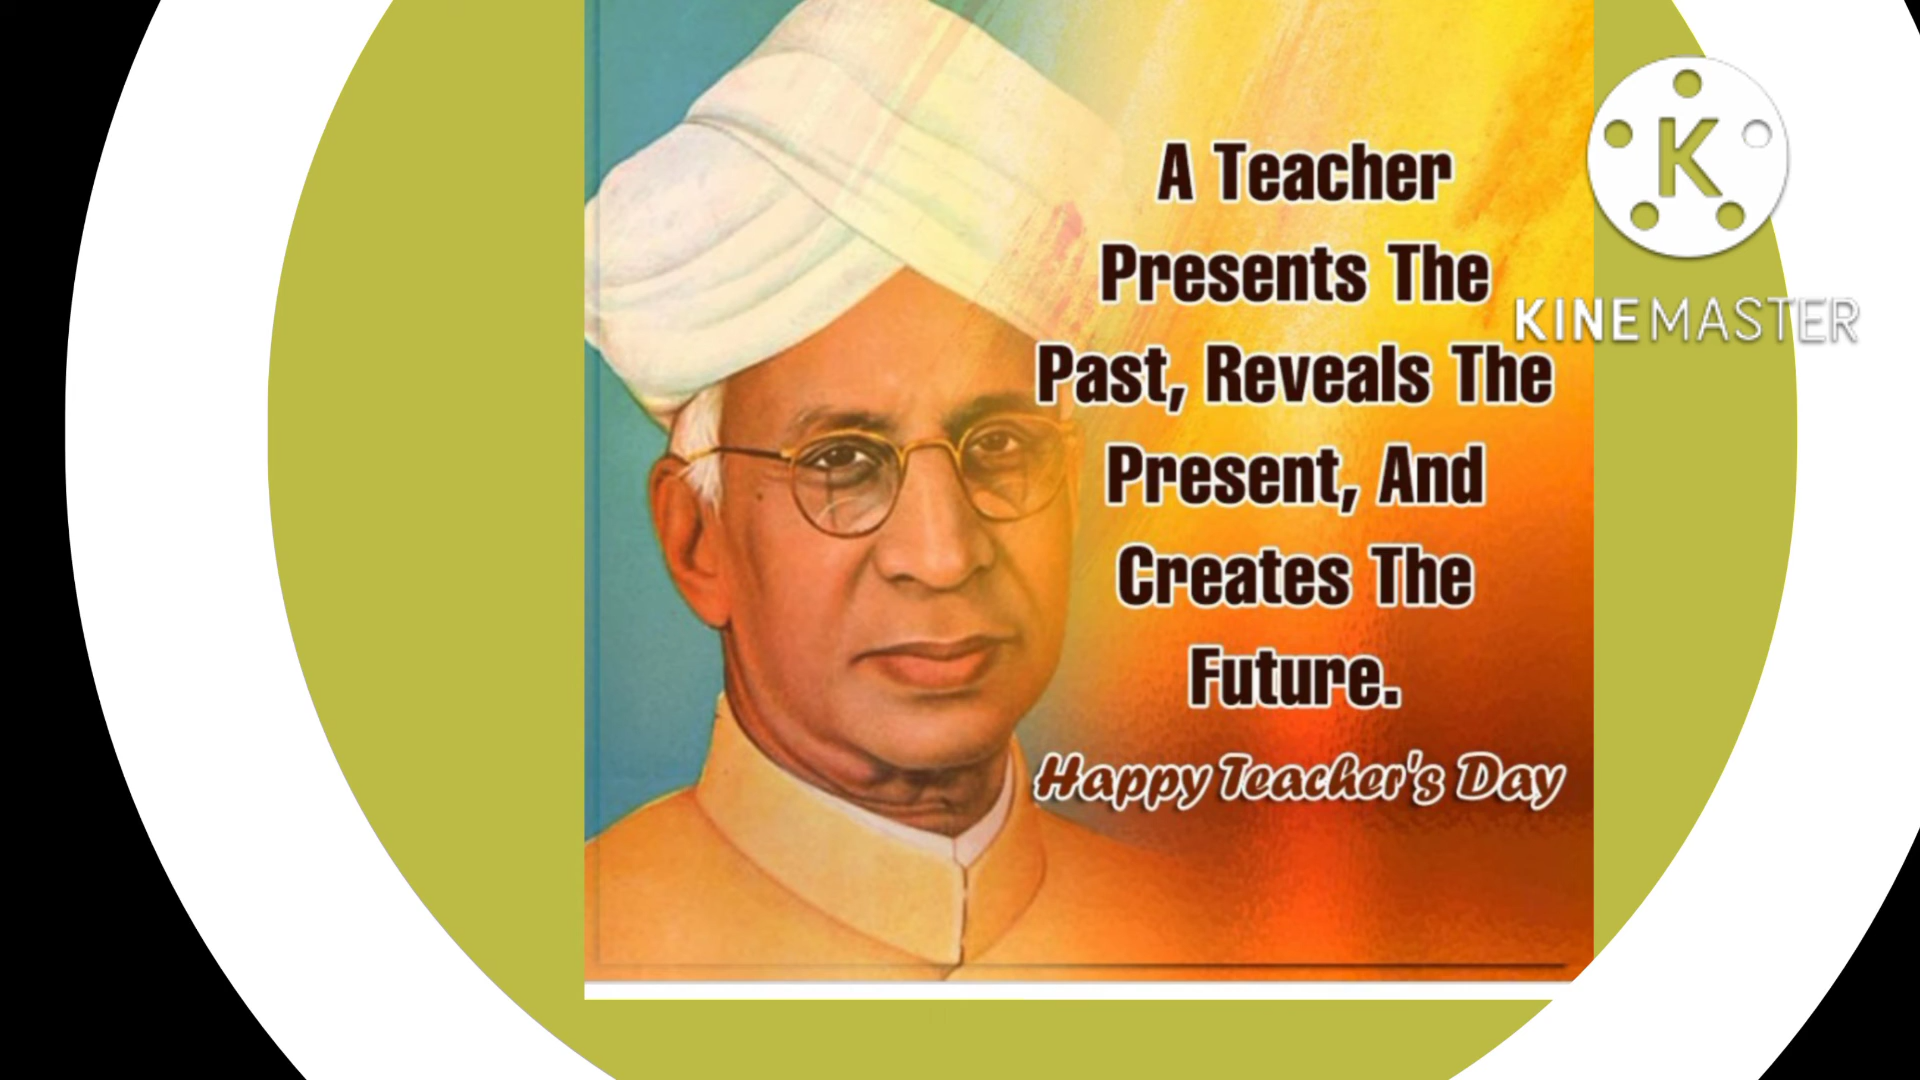 A Teacher
Presents The
Past, Reveals The
Present, And
Creates The
Future.
Happy Teacher's Day
K
KINEMASTER